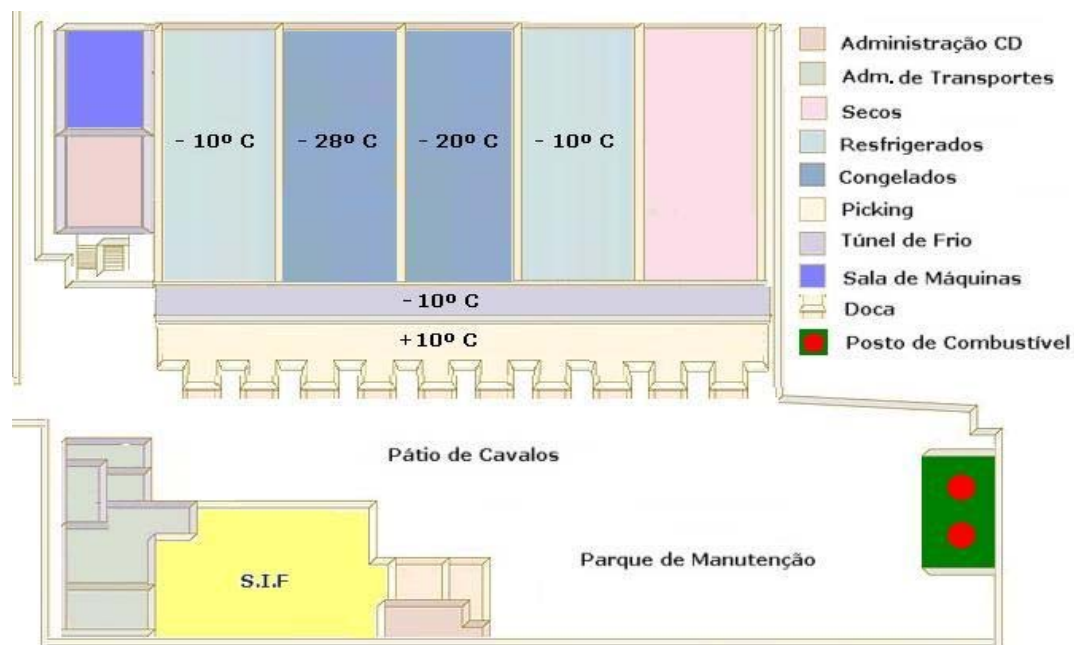 Administração CD
Adm. de Transportes
Secos
Resfrigerados
Congelados
Picking
Túnel de Frio
Sala de Máquinas
Doca
Posto de Combustível
- 10º C
- 28º C
- 20º C
- 10º C
- 10º C
+10º C
Pátio de Cavalos
Parque de Manutenção
S.I.F